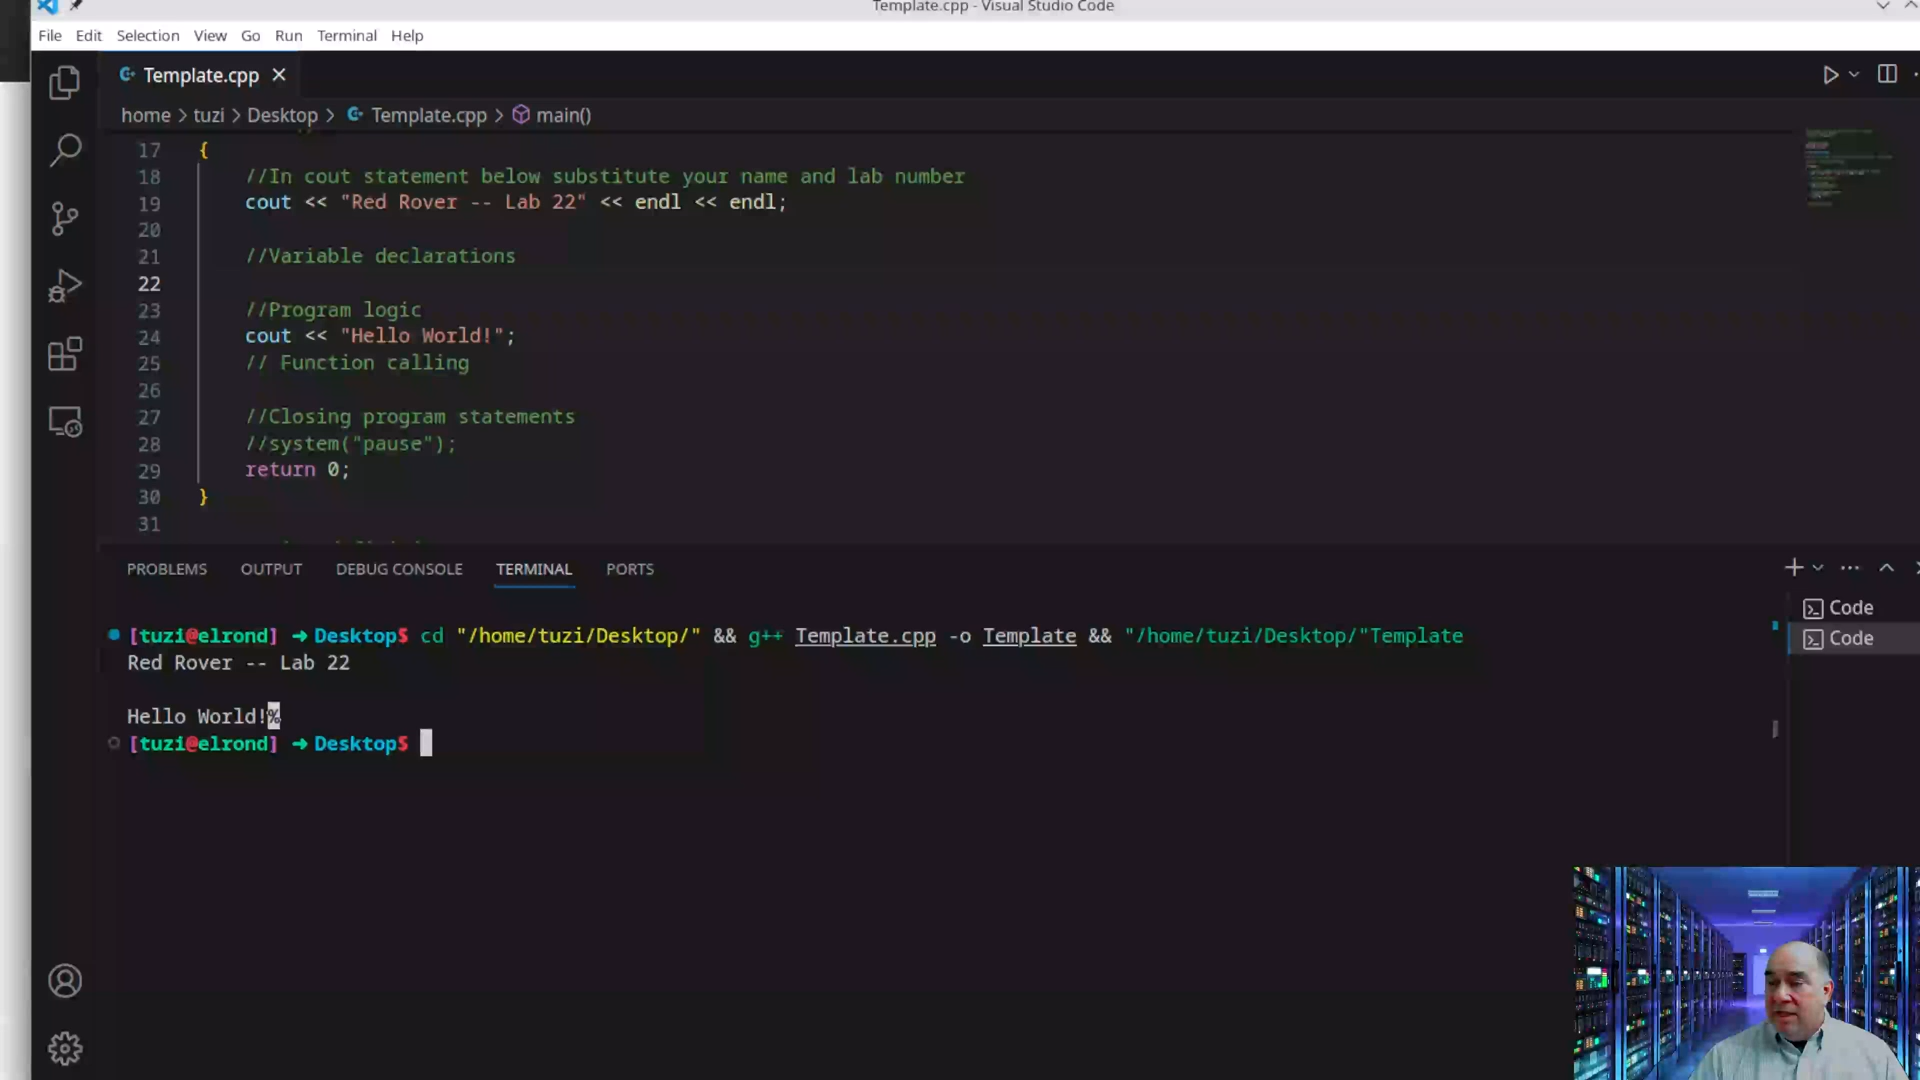 Template.cpp - Visual Studio Code
File Edit Selection View Go Run Terminal Help
Template.cpp
home > tuzi > Desktop > Template.cpp > main()
17 {
18 //In cout statement below substitute your name and lab number
19 cout << "Red Rover -- Lab 22" << endl << endl;
20
21 //Variable declarations
22
23 //Program logic
24 cout << "Hello World!";
25 // Function calling
26
27 //Closing program statements
28 //system("pause");
29 return 0;
30 }
31
PROBLEMS OUTPUT DEBUG CONSOLE TERMINAL PORTS
[tuzi@elrond] ➜ Desktop$ cd "/home/tuzi/Desktop/" && g++ Template.cpp -o Template && "/home/tuzi/Desktop/"Template
Red Rover -- Lab 22
Hello World!%
[tuzi@elrond] ➜ Desktop$
Code
Code